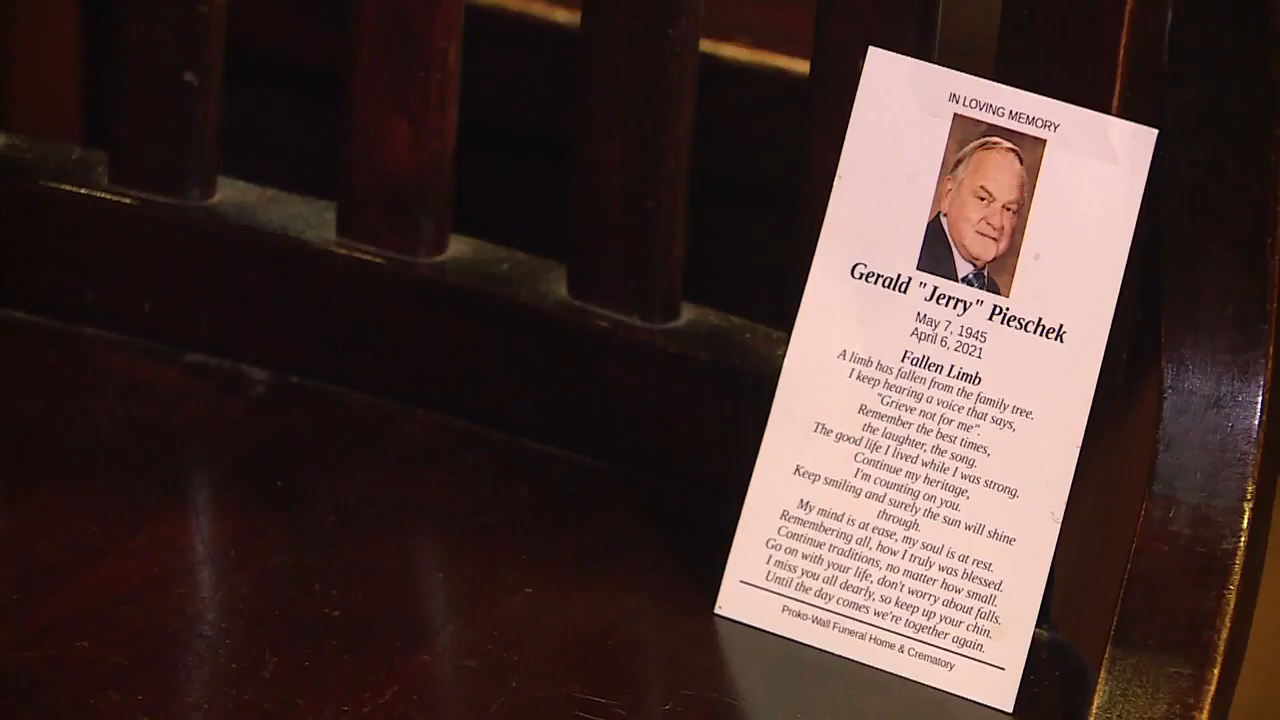 IN LOVING MEMORY
Gerald "Jerry" Pieschek
May 7, 1945
April 6, 2021
Fallen Limb
A limb has fallen from the family tree.
I keep hearing a voice that says,
"Grieve not for me".
Remember the best times,
the laughter, the song.
The good life I lived while I was strong.
Continue my heritage,
I'm counting on you.
Keep smiling and surely the sun will shine
through.
My mind is at ease, my soul is at rest.
Remembering all, how I truly was blessed.
Continue traditions, no matter how small.
Go on with your life, don't worry about falls.
I miss you all dearly, so keep up your chin.
Until the day comes we're together again.
Proko-Wall Funeral Home & Crematory